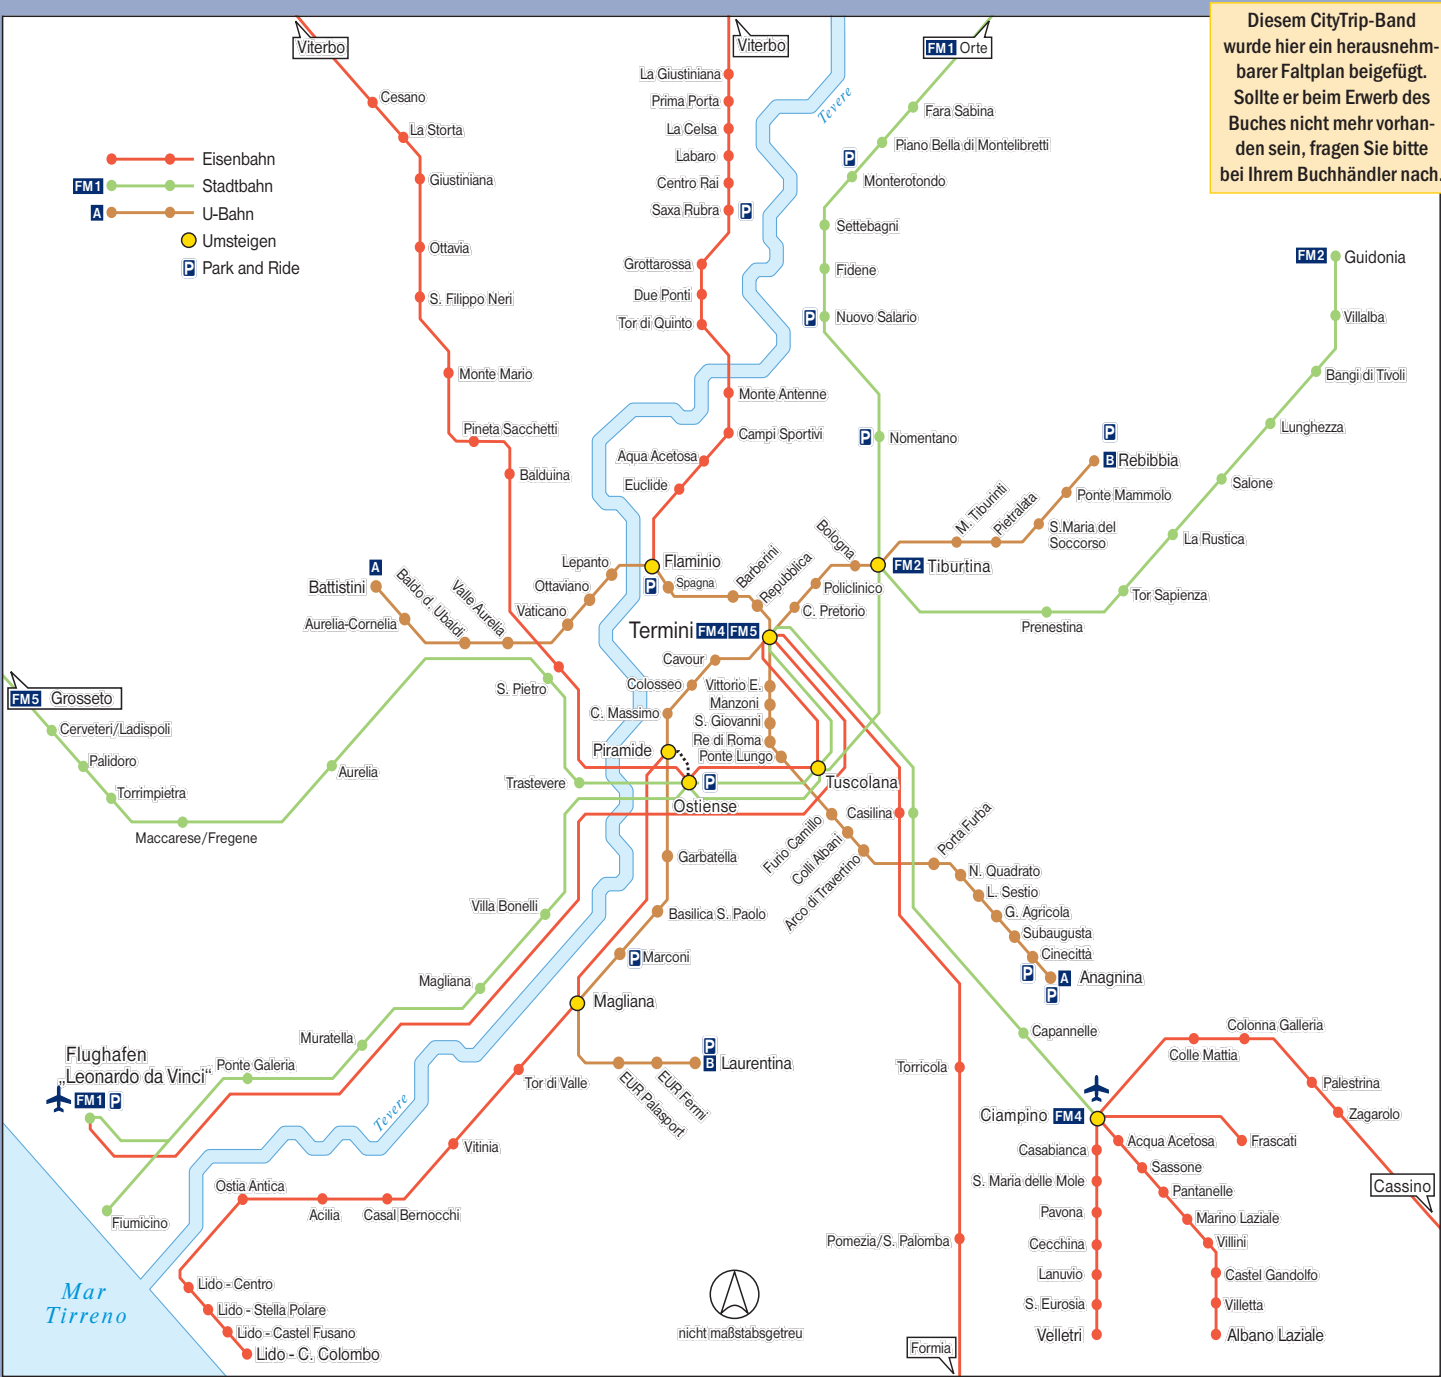 Diesem CityTrip-Band
wurde hier ein herausnehm-
barer Faltplan beigefügt.
Sollte er beim Erwerb des
Buches nicht mehr vorhan-
den sein, fragen Sie bitte
bei Ihrem Buchhändler nach.
Viterbo
Viterbo
FM1 Orte
Cesano
La Storta
Giustiniana
Ottavia
S. Filippo Neri
Monte Mario
Pineta Sacchetti
Balduina
Eisenbahn
FM1 Stadtbahn
A U-Bahn
Umsteigen
P Park and Ride
La Giustiniana
Prima Porta
La Celsa
Labaro
Centro Rai
Saxa Rubra P
Grottarossa
Due Ponti
Tor di Quinto
Monte Antenne
Campi Sportivi
Aqua Acetosa
Euclide
Tevere
Fara Sabina
Piano Bella di Montelibretti
P
Monterotondo
Settebagni
Fidene
P Nuovo Salario
P Nomentano
FM2 Guidonia
Villalba
Bangi di Tivoli
Lunghezza
Salone
La Rustica
Tor Sapienza
Prenestina
P
B Rebibbia
Ponte Mammolo
S.Maria del
Soccorso
Pietralata
M. Tiburinti
FM2 Tiburtina
Bologna
Policlinico
C. Pretorio
A
Battistini
Aurelia-Cornelia
Baldo d. Ubaldi
Valle Aurelia
Vaticano
Ottaviano
Lepanto
Flaminio
P
Spagna
Barberini
Repubblica
Termini FM4 FM5
Cavour
Colosseo
C. Massimo
Piramide
Vittorio E.
Manzoni
S. Giovanni
Re di Roma
Ponte Lungo
Tuscolana
P
Ostiense
S. Pietro
Trastevere
FM5 Grosseto
Cerveteri/Ladispoli
Palidoro
Torrimpietra
Maccarese/Fregene
Aurelia
Casilina
Furio Camillo
Colli Albani
Arco di Travertino
Porta Furba
N. Quadrato
L. Sestio
G. Agricola
Subaugusta
Cinecittà
P
A Anagnina
P
Garbatella
Basilica S. Paolo
P Marconi
Magliana
P
B Laurentina
EUR Palasport
EUR Fermi
Villa Bonelli
Magliana
Muratella
Ponte Galeria
Flughafen
„Leonardo da Vinci“
FM1 P
Fiumicino
Tor di Valle
Vitinia
Casal Bernocchi
Acilia
Ostia Antica
Tevere
Lido - Centro
Lido - Stella Polare
Lido - Castel Fusano
Lido - C. Colombo
Mar
Tirreno
Capannelle
Torricola
Pomezia/S. Palomba
Formia
Ciampino FM4
Colle Mattia
Colonna Galleria
Palestrina
Zagarolo
Cassino
Frascati
Acqua Acetosa
Sassone
Pantanelle
Marino Laziale
Villini
Castel Gandolfo
Villetta
Albano Laziale
Casabianca
S. Maria delle Mole
Pavona
Cecchina
Lanuvio
S. Eurosia
Velletri
nicht maßstabsgetreu